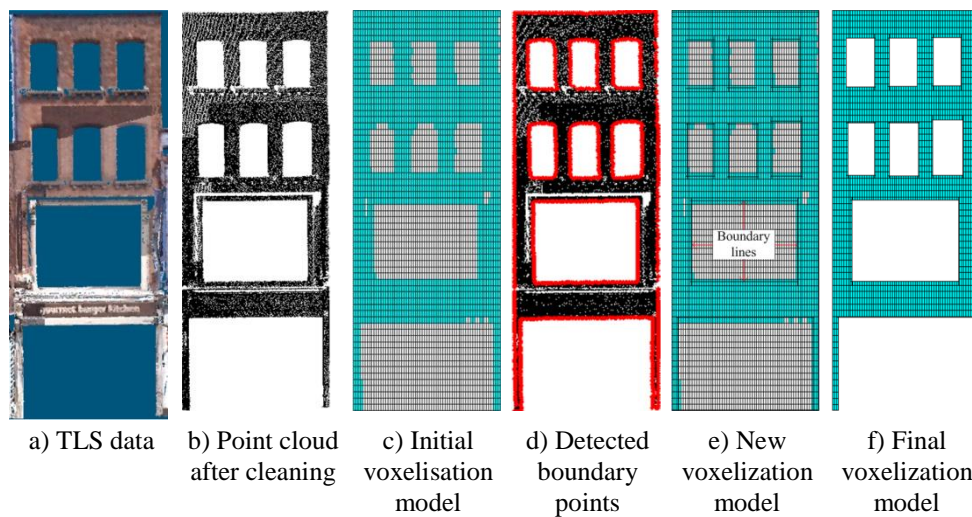 gourmet burger kitchen
Boundary
lines
a) TLS data
b) Point cloud
after cleaning
c) Initial
voxelisation
model
d) Detected
boundary
points
e) New
voxelization
model
f) Final
voxelization
model